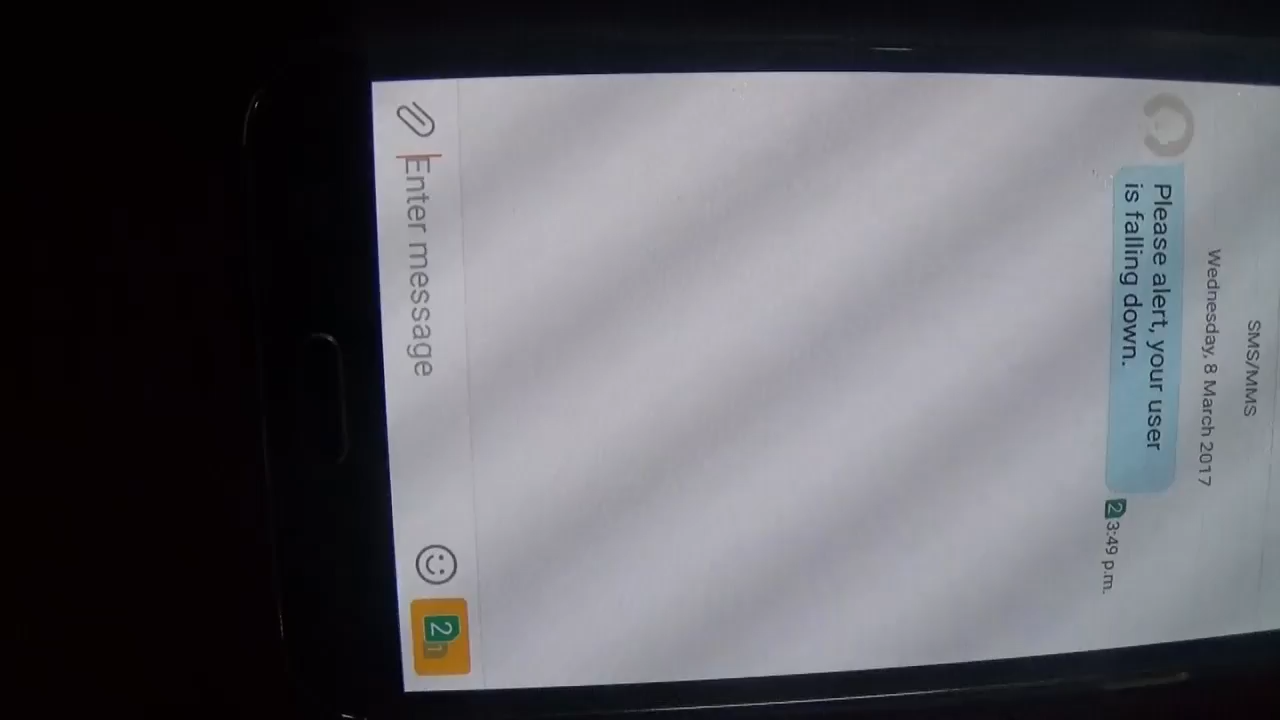 SMS/MMS
Wednesday, 8 March 2017
Please alert, your user
is falling down.
2 3:49 p.m.
Enter message
2